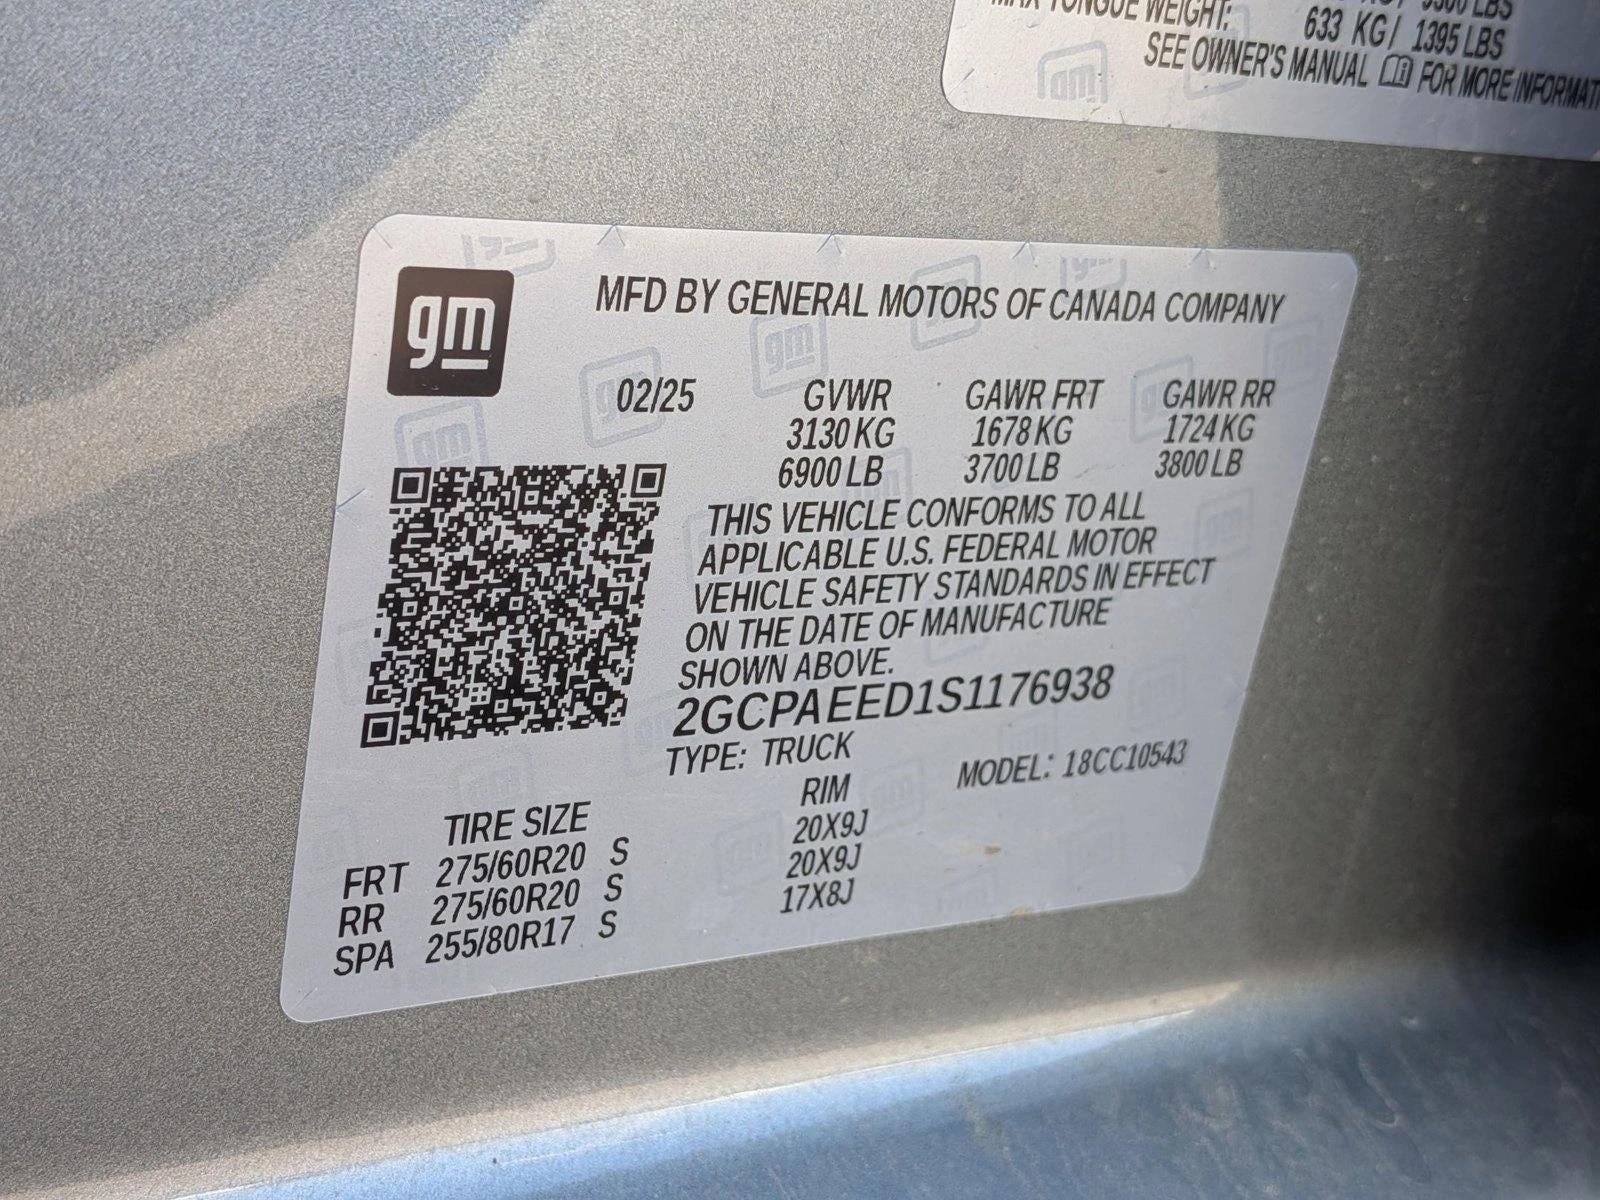 LBS
MAX TONGUE WEIGHT: 633 KG/ 1395 LBS
SEE OWNER'S MANUAL FOR MORE
gm
MFD BY GENERAL MOTORS OF CANADA COMPANY
02/25 GVWR GAWR FRT GAWR RR
3130 KG 1678 KG 1724 KG
6900 LB 3700 LB 3800 LB
THIS VEHICLE CONFORMS TO ALL
APPLICABLE U.S. FEDERAL MOTOR
VEHICLE SAFETY STANDARDS IN EFFECT
ON THE DATE OF MANUFACTURE
SHOWN ABOVE.
2GCPAEED1S1176938
TYPE: TRUCK MODEL: 18CC10543
TIRE SIZE RIM
FRT 275/60R20 S 20X9J
RR 275/60R20 S 20X9J
SPA 255/80R17 S 17X8J